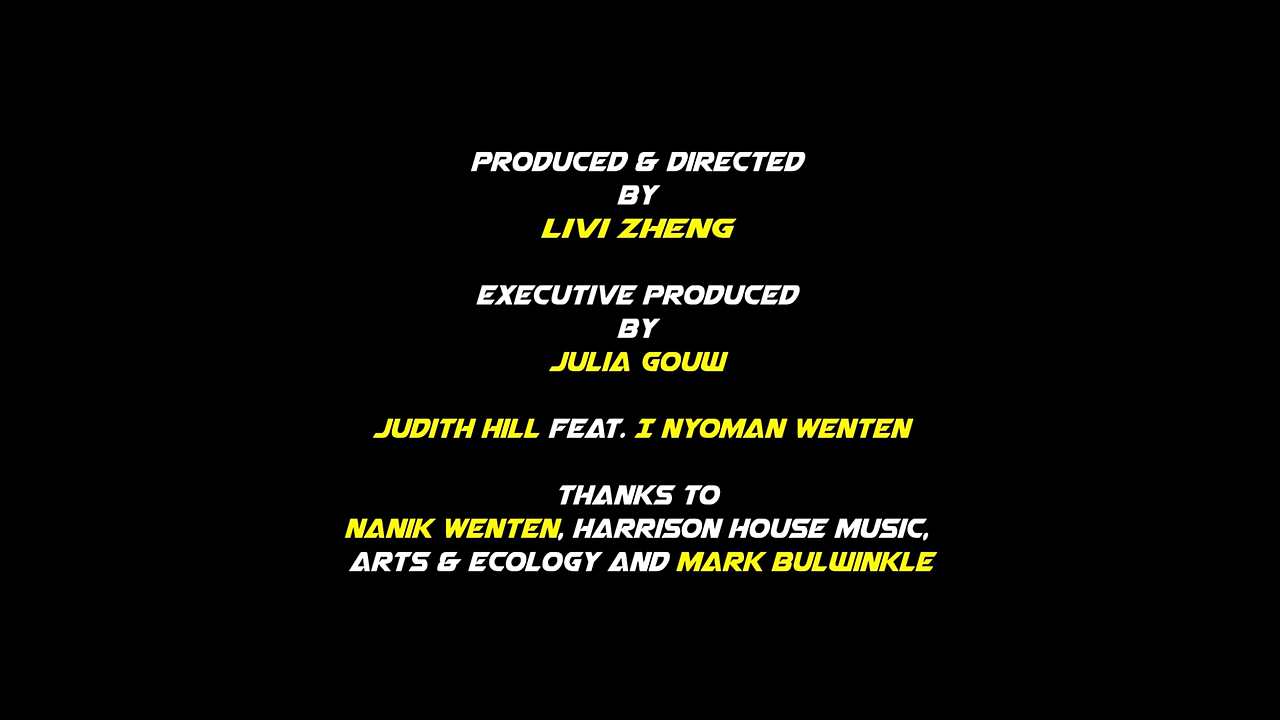 PRODUCED & DIRECTED
BY
LIVI ZHENG
EXECUTIVE PRODUCED
BY
JULIA GOUW
JUDITH HILL FEAT. I NYOMAN WENTEN
THANKS TO
NANIK WENTEN, HARRISON HOUSE MUSIC,
ARTS & ECOLOGY AND MARK BULWINKLE